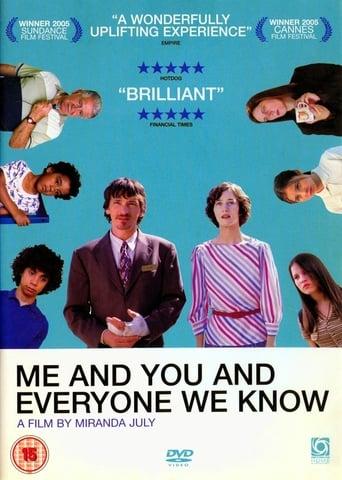 WINNER 2005
SUNDANCE
FILM FESTIVAL
"A WONDERFULLY
UPLIFTING EXPERIENCE"
EMPIRE
WINNER 2005
CANNES
FILM FESTIVAL
HOTDOG
"BRILLIANT"
FINANCIAL TIMES
ME AND YOU AND
EVERYONE WE KNOW
A FILM BY MIRANDA JULY
15
DVD
VIDEO